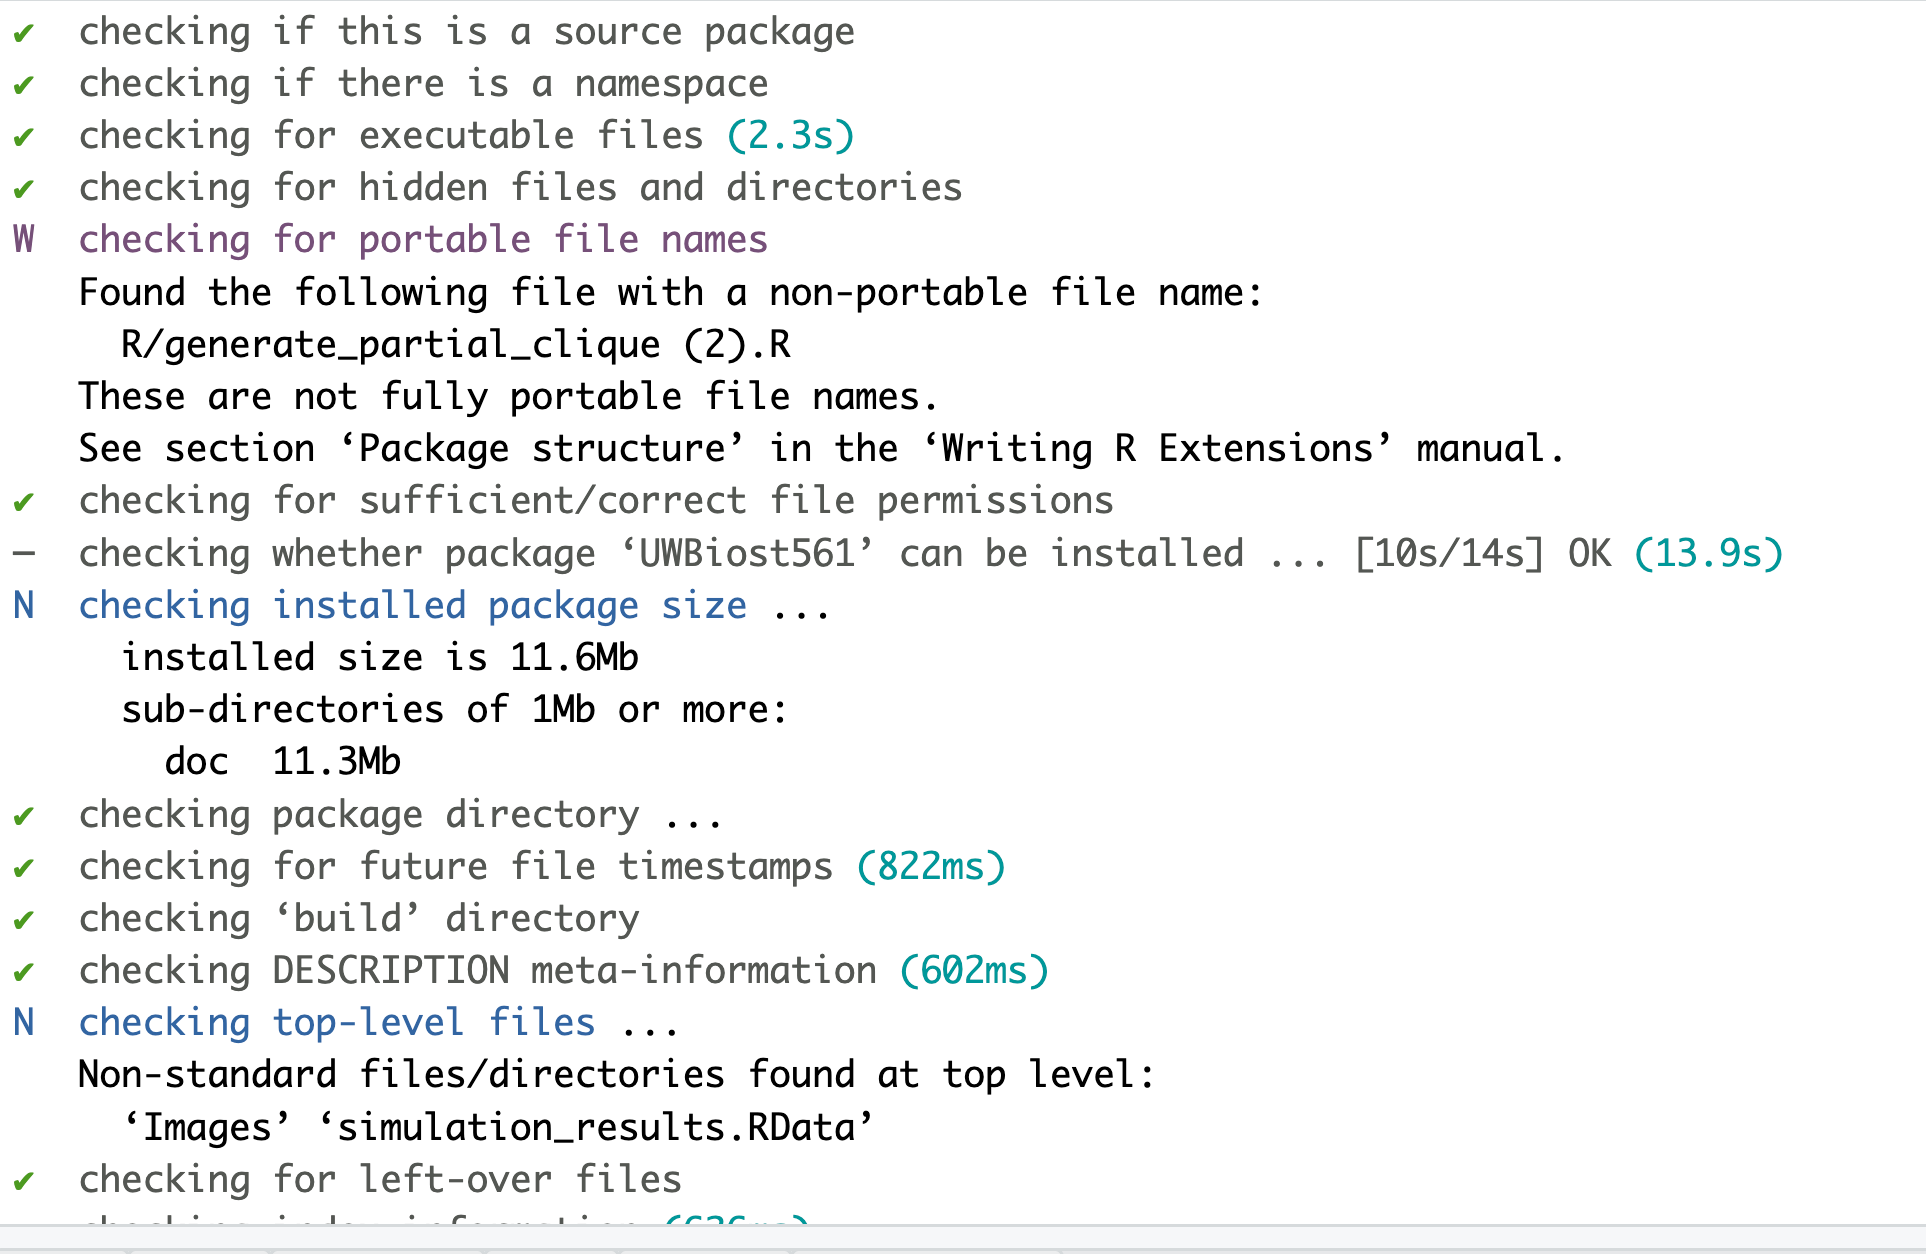 ✔ checking if this is a source package
✔ checking if there is a namespace
✔ checking for executable files (2.3s)
✔ checking for hidden files and directories
W checking for portable file names
Found the following file with a non-portable file name:
R/generate_partial_clique (2).R
These are not fully portable file names.
See section ‘Package structure’ in the ‘Writing R Extensions’ manual.
✔ checking for sufficient/correct file permissions
─ checking whether package ‘UWBiost561’ can be installed ... [10s/14s] OK (13.9s)
N checking installed package size ...
installed size is 11.6Mb
sub-directories of 1Mb or more:
doc 11.3Mb
✔ checking package directory ...
✔ checking for future file timestamps (822ms)
✔ checking ‘build’ directory
✔ checking DESCRIPTION meta-information (602ms)
N checking top-level files ...
Non-standard files/directories found at top level:
‘Images’ ‘simulation_results.RData’
✔ checking for left-over files
checking index information